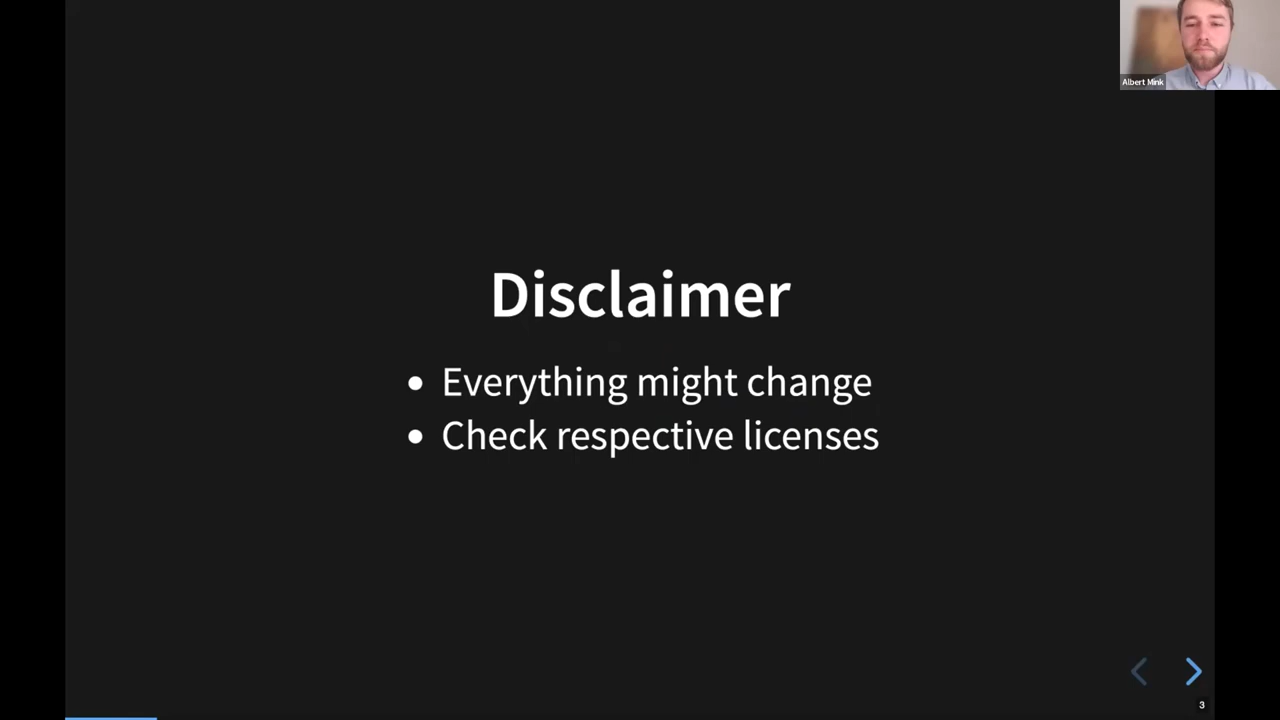 Albert Mink
Disclaimer
• Everything might change
• Check respective licenses
3